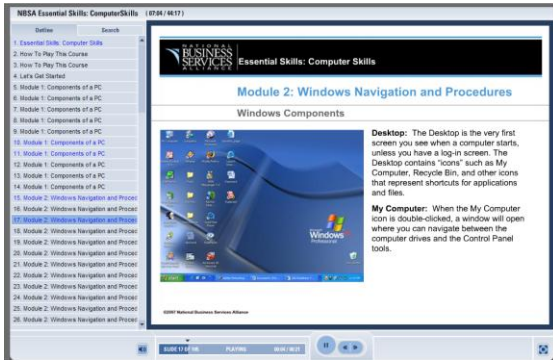 NBSA Essential Skills: ComputerSkills ( 07:04 / 44:17 )
Outline Search
1. Essential Skills: Computer Skills
2. How To Play This Course
3. How To Play This Course
4. Let's Get Started
5. Module 1: Components of a PC
6. Module 1: Components of a PC
7. Module 1: Components of a PC
8. Module 1: Components of a PC
9. Module 1: Components of a PC
10. Module 1: Components of a PC
11. Module 1: Components of a PC
12. Module 1: Components of a PC
13. Module 1: Components of a PC
14. Module 1: Components of a PC
15. Module 2: Windows Navigation and Proced
16. Module 2: Windows Navigation and Proced
17. Module 2: Windows Navigation and Proced
18. Module 2: Windows Navigation and Proced
19. Module 2: Windows Navigation and Proced
20. Module 2: Windows Navigation and Proced
21. Module 2: Windows Navigation and Proced
22. Module 2: Windows Navigation and Proced
23. Module 2: Windows Navigation and Proced
24. Module 2: Windows Navigation and Proced
25. Module 2: Windows Navigation and Proced
26. Module 2: Windows Navigation and Proced
NATIONAL
BUSINESS
SERVICES
ALLIANCE
Essential Skills: Computer Skills
Module 2: Windows Navigation and Procedures
Windows Components
Desktop: The Desktop is the very first
screen you see when a computer starts,
unless you have a log-in screen. The
Desktop contains "icons" such as My
Computer, Recycle Bin, and other icons
that represent shortcuts for applications
and files.
My Computer: When the My Computer
icon is double-clicked, a window will open
where you can navigate between the
computer drives and the Control Panel
tools.
Windows
Professional
©2007 National Business Services Alliance
SLIDE 17 OF PLAYING